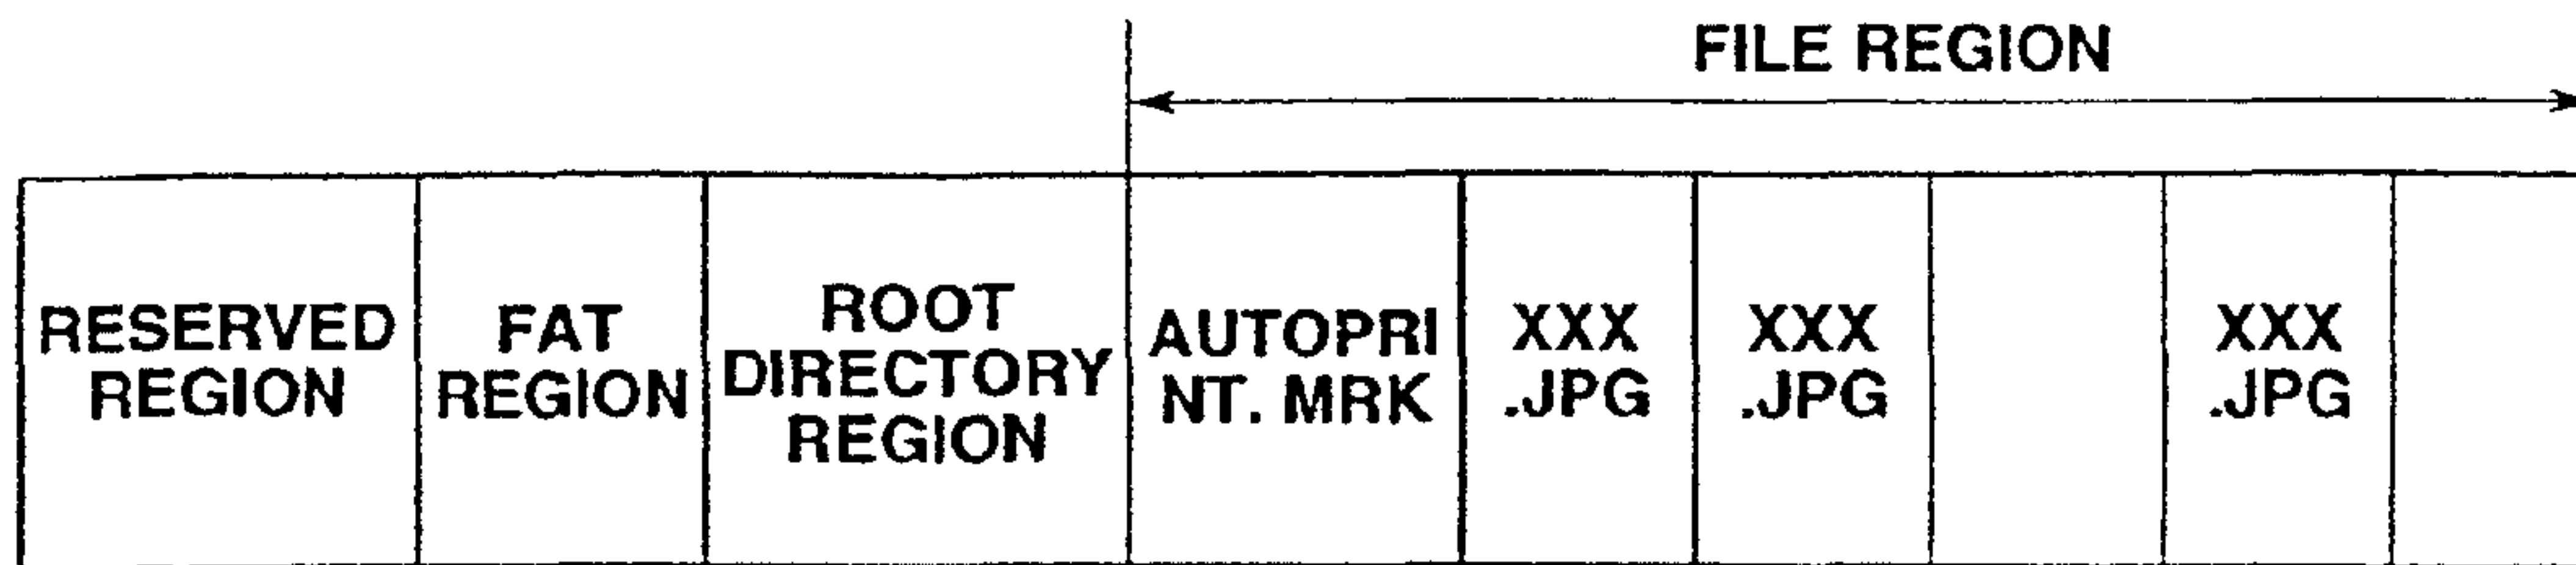 FILE REGION
RESERVED
REGION
FAT
REGION
ROOT
DIRECTORY
REGION
AUTOPRI
NT. MRK
XXX
.JPG
XXX
.JPG
XXX
.JPG